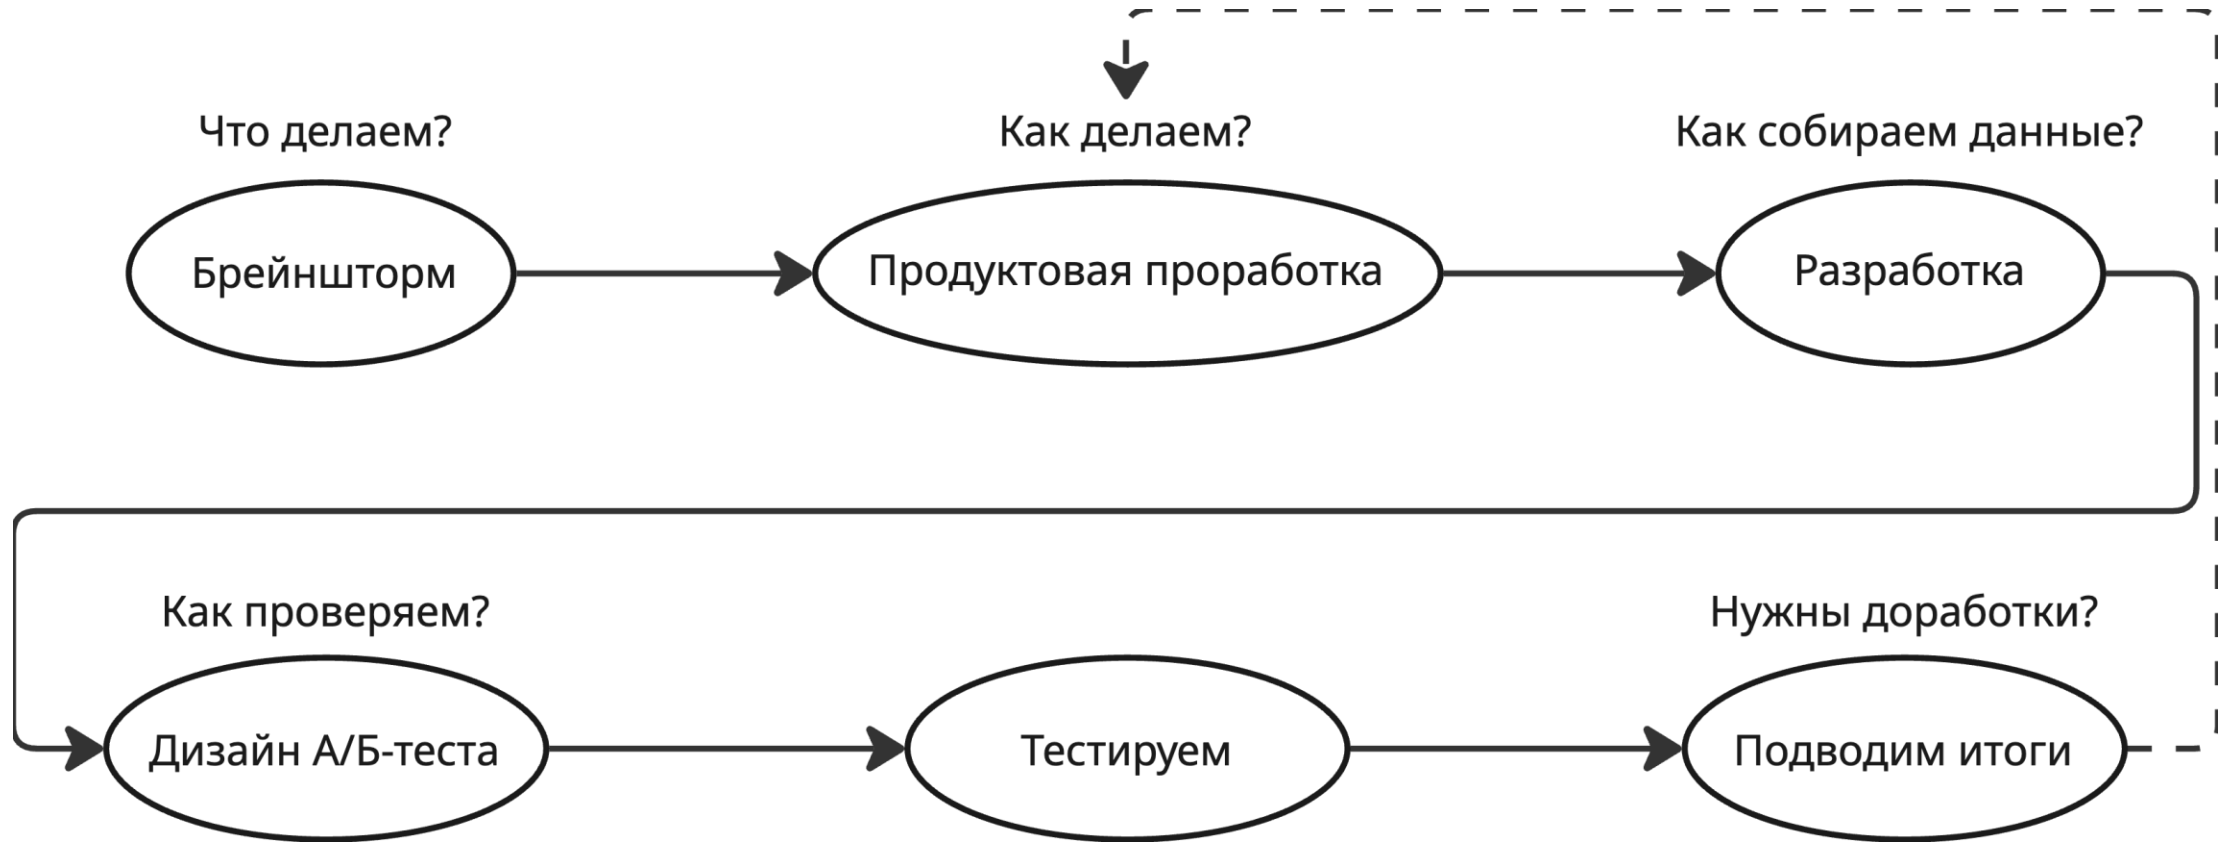 Что делаем?
Как делаем?
Как собираем данные?
Брейншторм
Продуктовая проработка
Разработка
Как проверяем?
Нужны доработки?
Дизайн А/Б-теста
Тестируем
Подводим итоги